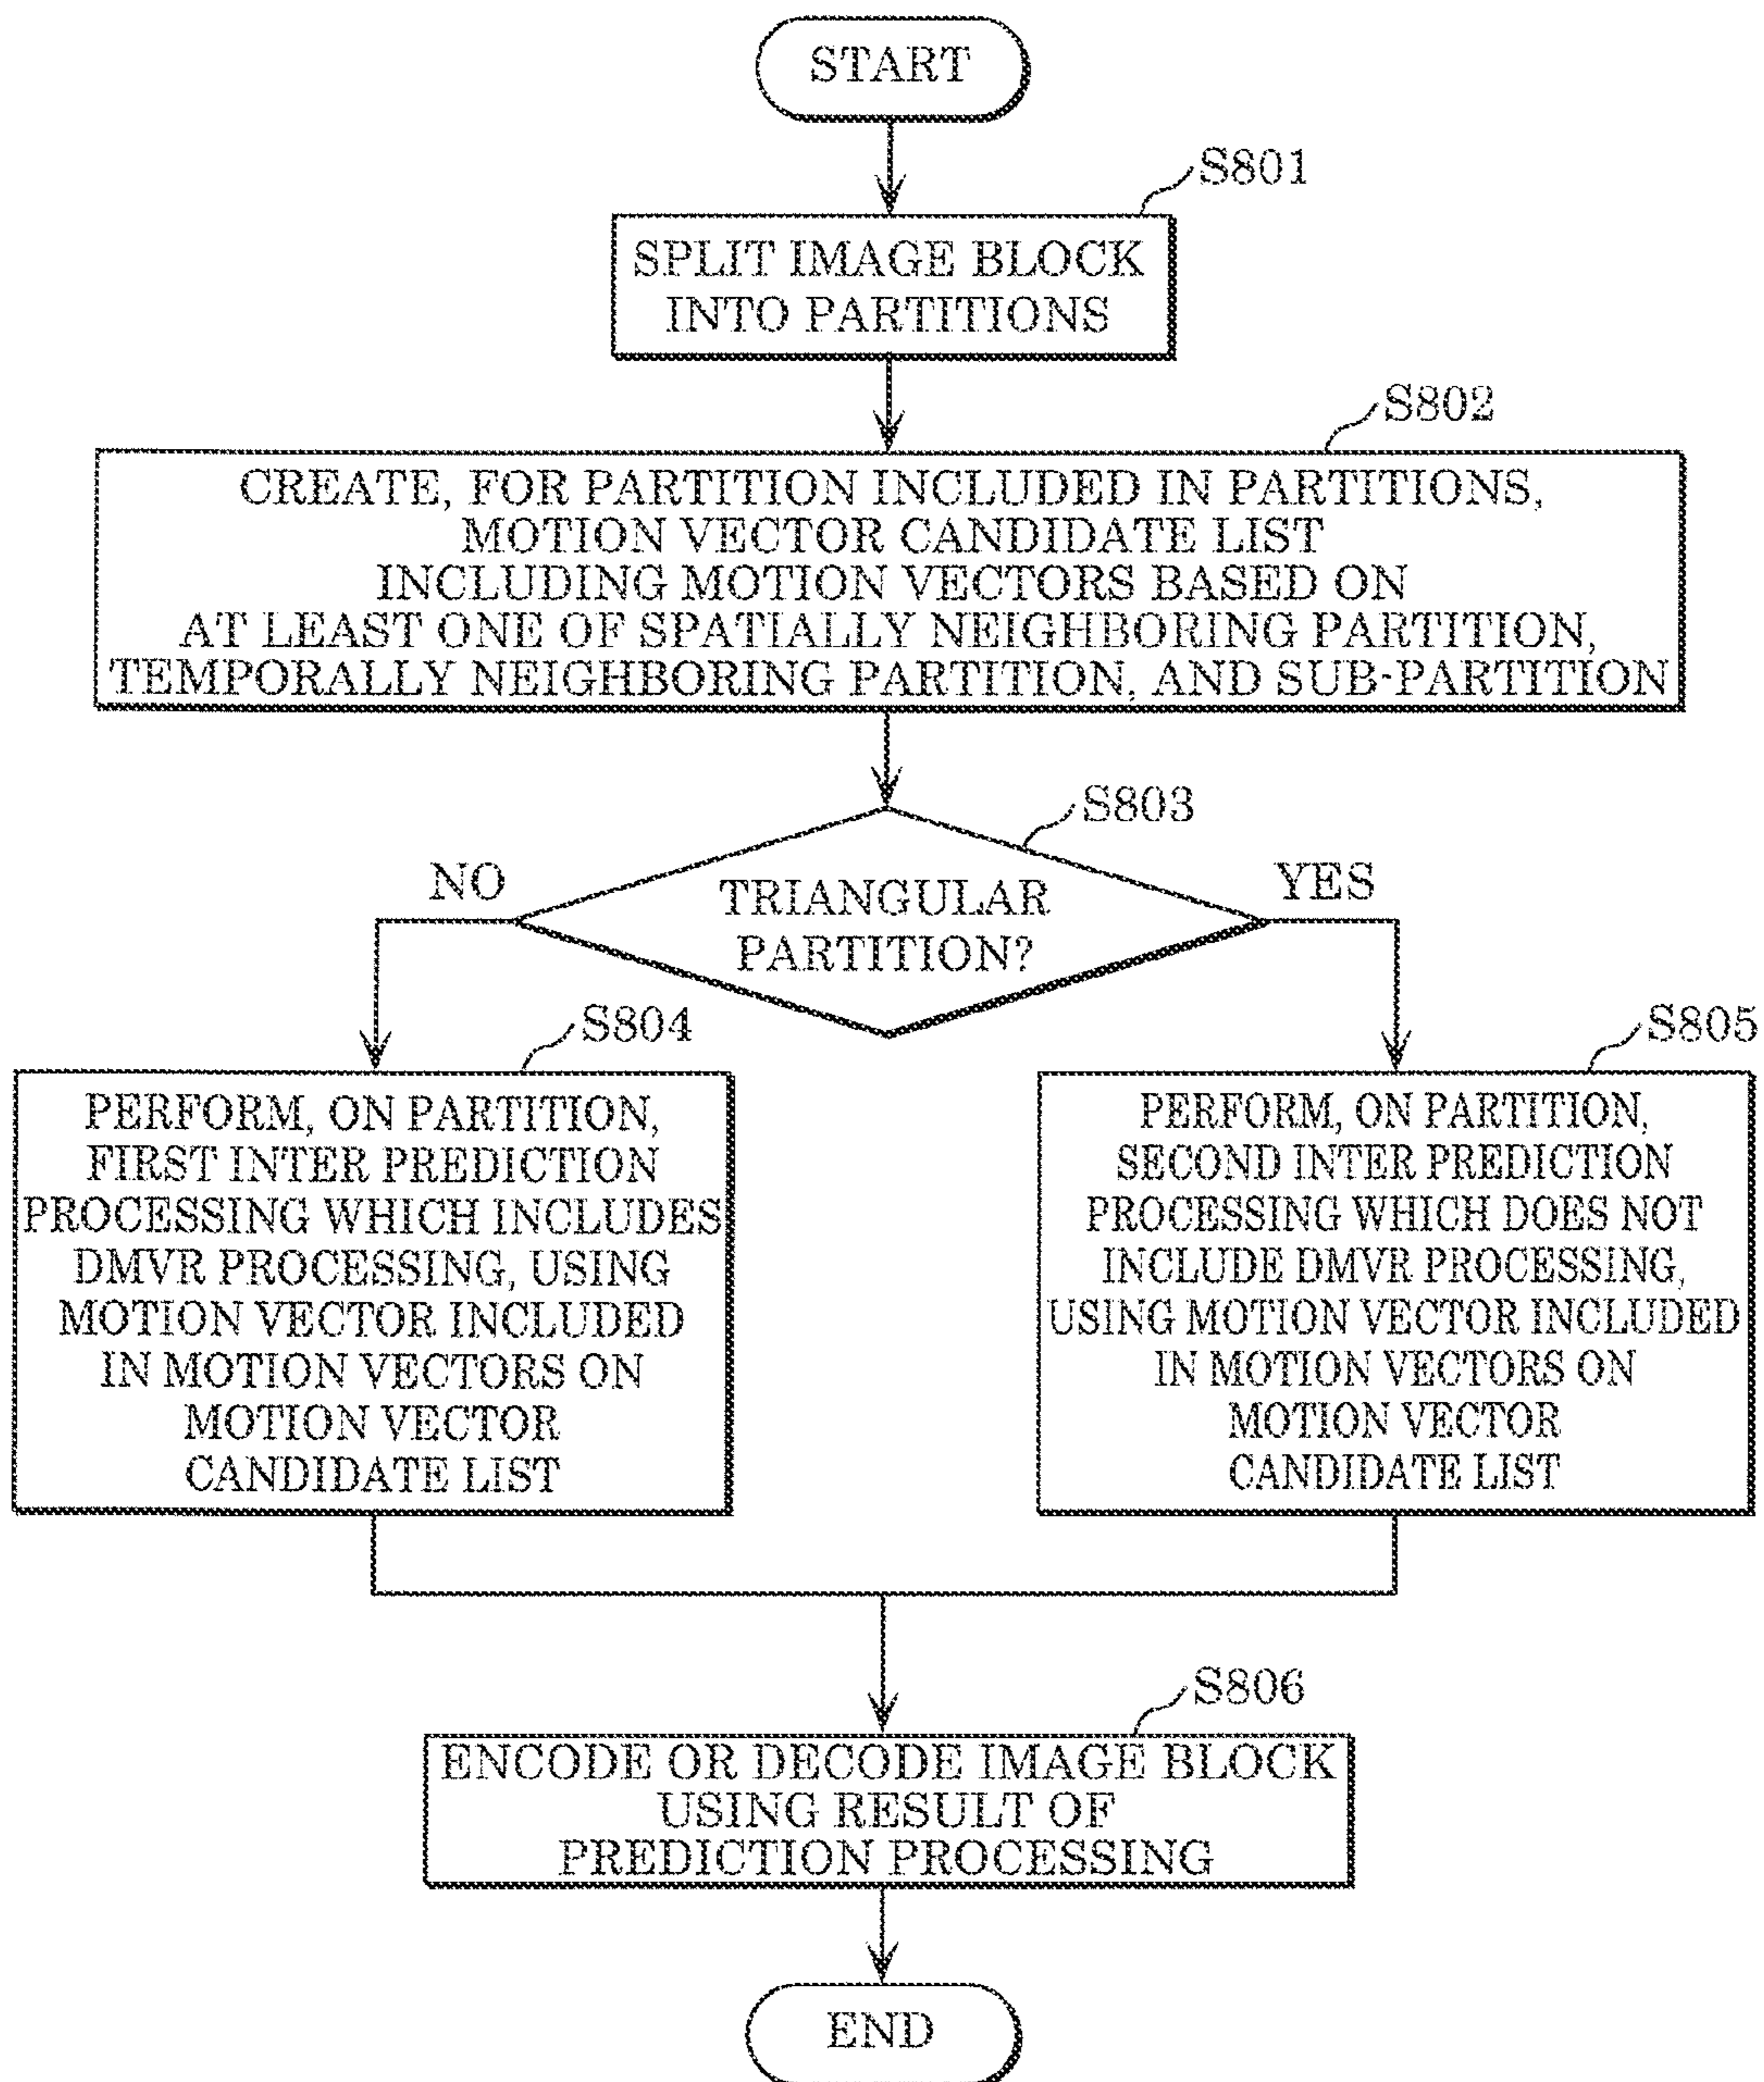 START
S801
SPLIT IMAGE BLOCK
INTO PARTITIONS
S802
CREATE, FOR PARTITION INCLUDED IN PARTITIONS,
MOTION VECTOR CANDIDATE LIST
INCLUDING MOTION VECTORS BASED ON
AT LEAST ONE OF SPATIALLY NEIGHBORING PARTITION,
TEMPORALLY NEIGHBORING PARTITION, AND SUB-PARTITION
S803
NO
TRIANGULAR
PARTITION?
YES
S804
PERFORM, ON PARTITION,
FIRST INTER PREDICTION
PROCESSING WHICH INCLUDES
DMVR PROCESSING, USING
MOTION VECTOR INCLUDED
IN MOTION VECTORS ON
MOTION VECTOR
CANDIDATE LIST
S805
PERFORM, ON PARTITION,
SECOND INTER PREDICTION
PROCESSING WHICH DOES NOT
INCLUDE DMVR PROCESSING,
USING MOTION VECTOR INCLUDED
IN MOTION VECTORS ON
MOTION VECTOR
CANDIDATE LIST
S806
ENCODE OR DECODE IMAGE BLOCK
USING RESULT OF
PREDICTION PROCESSING
END